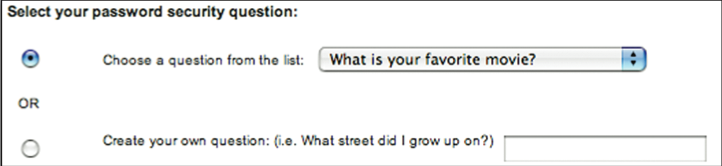 Select your password security question:
Choose a question from the list: What is your favorite movie?
OR
Create your own question: (i.e. What street did I grow up on?)